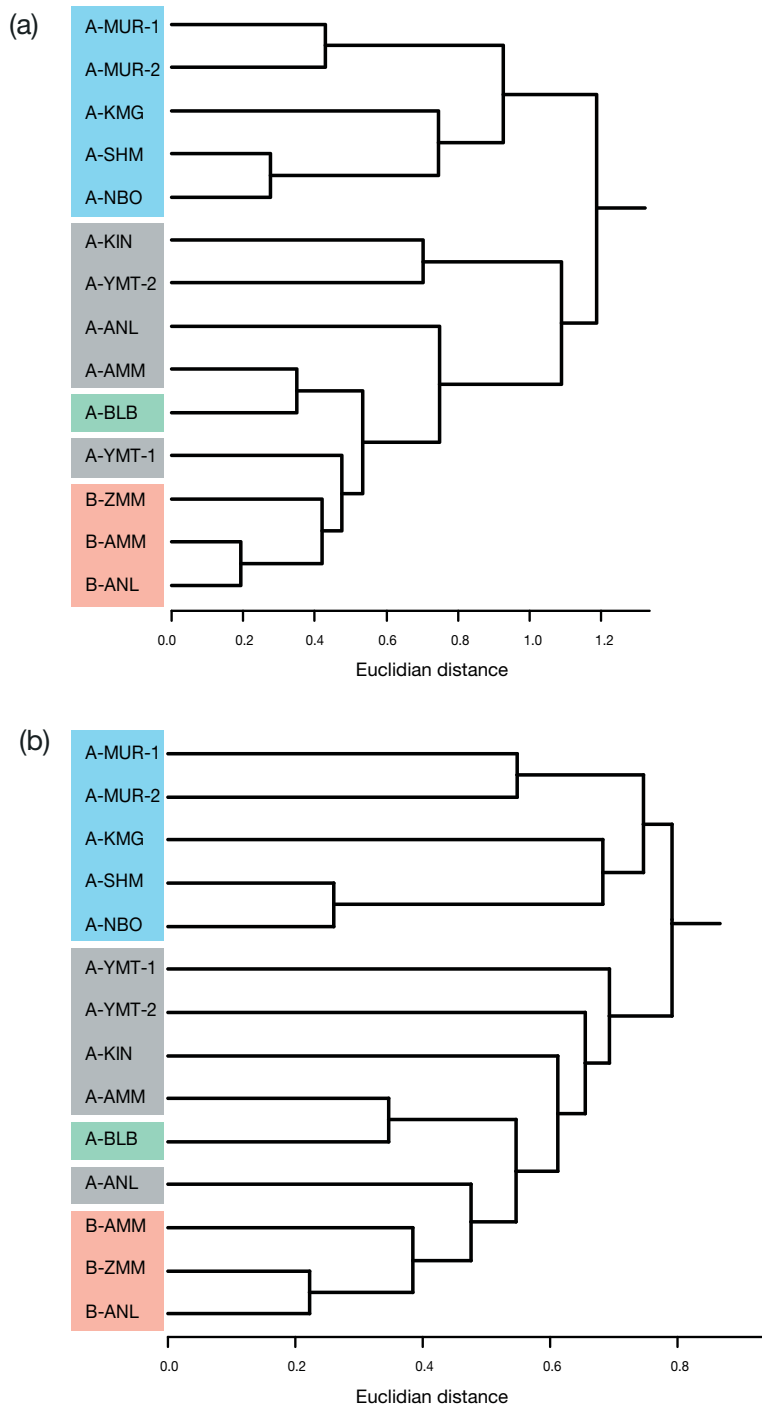 (a)
A-MUR-1
A-MUR-2
A-KMG
A-SHM
A-NBO
A-KIN
A-YMT-2
A-ANL
A-AMM
A-BLB
A-YMT-1
B-ZMM
B-AMM
B-ANL
0.0 0.2 0.4 0.6 0.8 1.0 1.2
Euclidian distance
(b)
A-MUR-1
A-MUR-2
A-KMG
A-SHM
A-NBO
A-YMT-1
A-YMT-2
A-KIN
A-AMM
A-BLB
A-ANL
B-AMM
B-ZMM
B-ANL
0.0 0.2 0.4 0.6 0.8
Euclidian distance